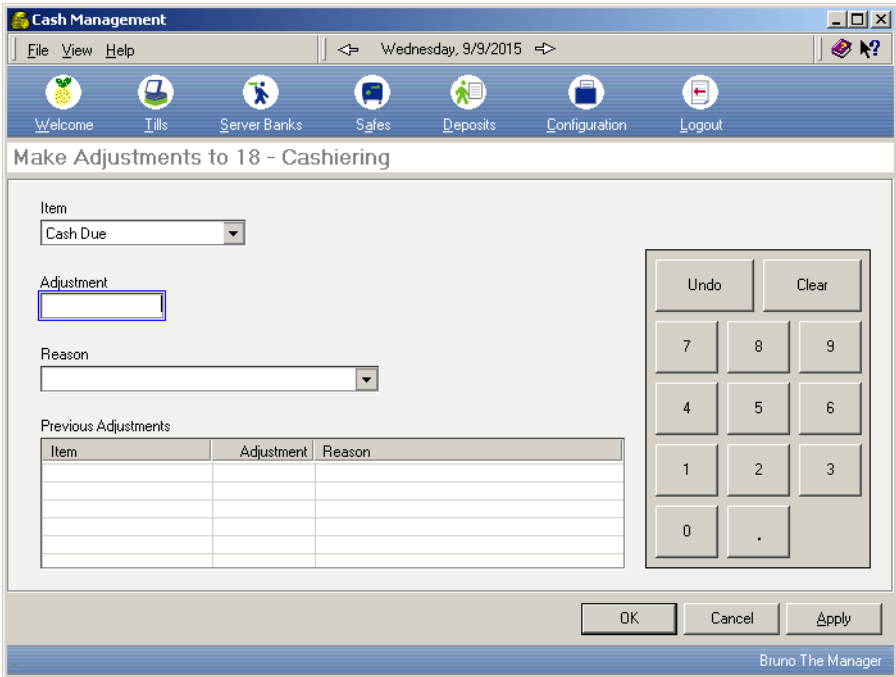 Cash Management
File View Help
Wednesday, 9/9/2015
Welcome Tills Server Banks Safes Deposits Configuration Logout
Make Adjustments to 18 - Cashiering
Item
Cash Due
Adjustment
Undo Clear
Reason
7 8 9
4 5 6
Previous Adjustments
Item Adjustment Reason
1 2 3
0 .
OK Cancel Apply
Bruno The Manager